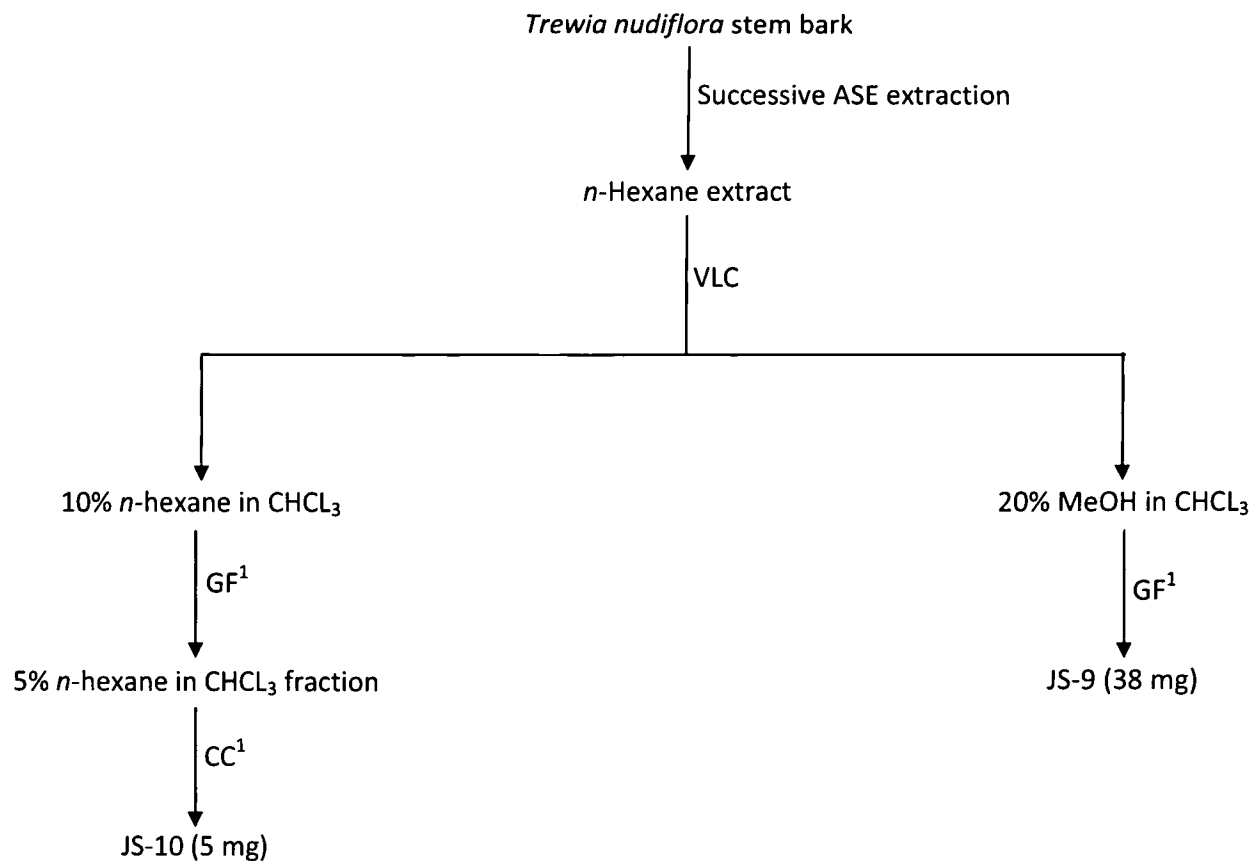 Trewia nudiflora stem bark
Successive ASE extraction
n-Hexane extract
VLC
10% n-hexane in CHCL₃
20% MeOH in CHCL₃
GF¹
GF¹
5% n-hexane in CHCL₃ fraction
JS-9 (38 mg)
CC¹
JS-10 (5 mg)